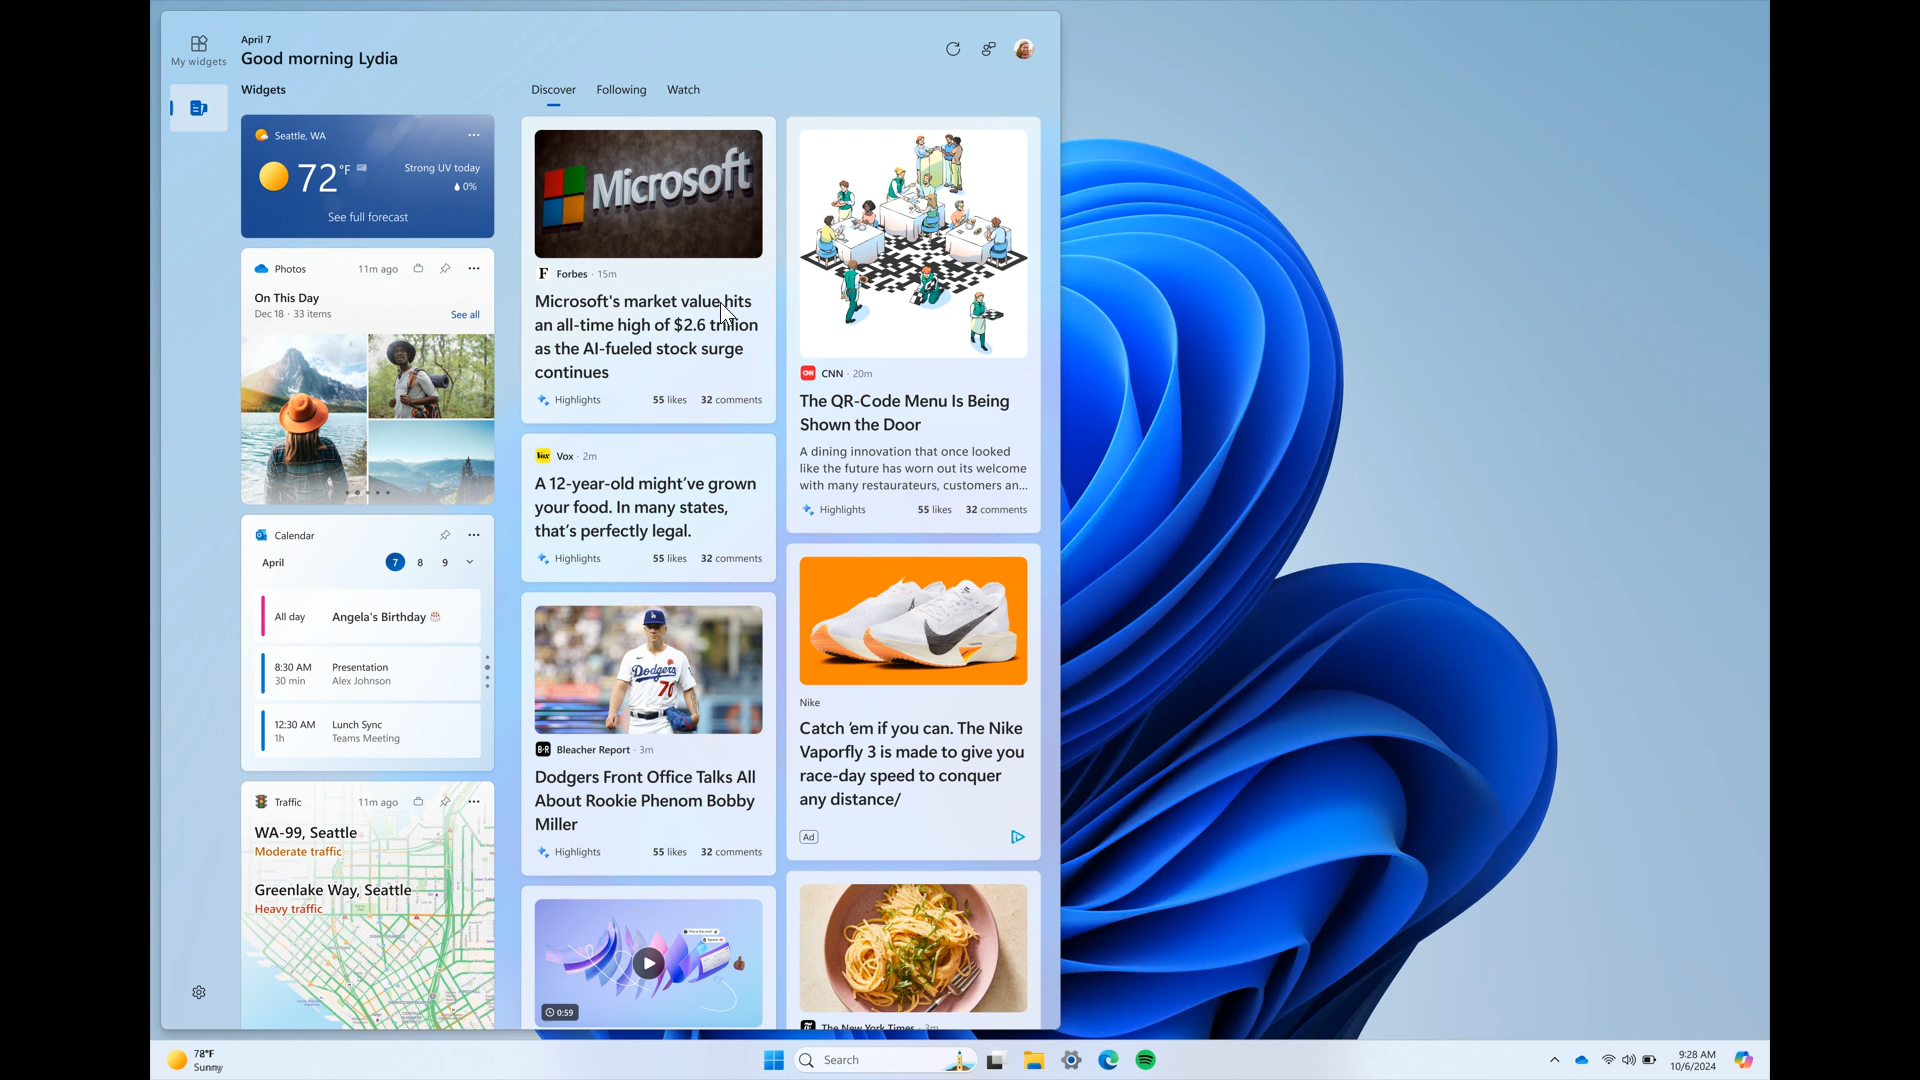 My widgets
April 7
Good morning Lydia
Widgets
Seattle, WA
72°F
Strong UV today
0%
See full forecast
Photos
11m ago
On This Day
Dec 18 · 33 items
See all
Calendar
April
7 8 9
All day
Angela's Birthday
8:30 AM
30 min
Presentation
Alex Johnson
12:30 AM
1h
Lunch Sync
Teams Meeting
Traffic
11m ago
WA-99, Seattle
Moderate traffic
Greenlake Way, Seattle
Heavy traffic
Discover Following Watch
Microsoft
Forbes · 15m
Microsoft's market value hits
an all-time high of $2.6 trillion
as the AI-fueled stock surge
continues
Highlights 55 likes 32 comments
Vox
Vox · 2m
A 12-year-old might’ve grown
your food. In many states,
that’s perfectly legal.
Highlights 55 likes 32 comments
Dodgers
70
B·R Bleacher Report · 3m
Dodgers Front Office Talks All
About Rookie Phenom Bobby
Miller
Highlights 55 likes 32 comments
0:59
CNN · 20m
The QR-Code Menu Is Being
Shown the Door
A dining innovation that once looked
like the future has worn out its welcome
with many restaurateurs, customers an...
Highlights 55 likes 32 comments
Nike
Catch ‘em if you can. The Nike
Vaporfly 3 is made to give you
race-day speed to conquer
any distance/
Ad
The New York Times · 3m
78°F
Sunny
Search
9:28 AM
10/6/2024